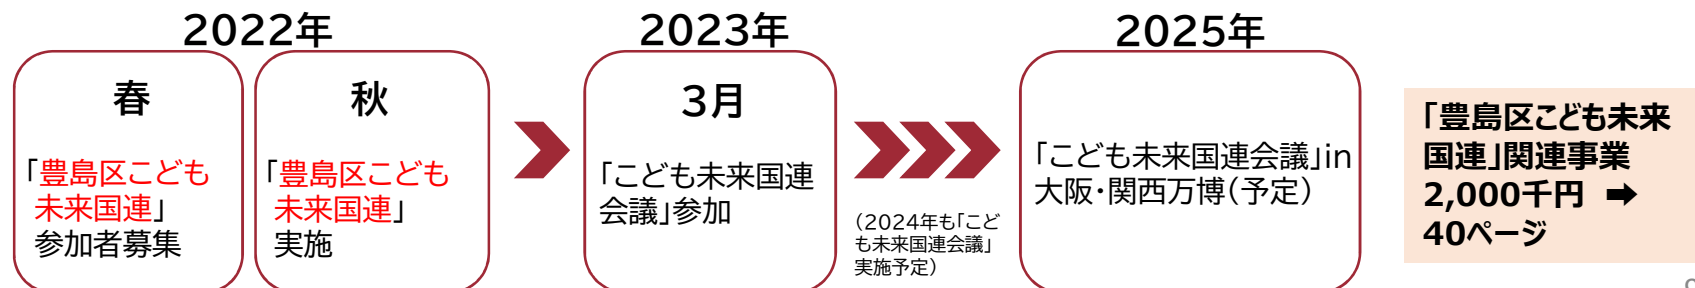 2022年
春
「豊島区こども
未来国連」
参加者募集
秋
「豊島区こども
未来国連」
実施
2023年
3月
「こども未来国連
会議」参加
(2024年も「こど
も未来国連会議」
実施予定)
2025年
「こども未来国連会議」in
大阪・関西万博(予定)
「豊島区こども未来
国連」関連事業
2,000千円 ➡
40ページ